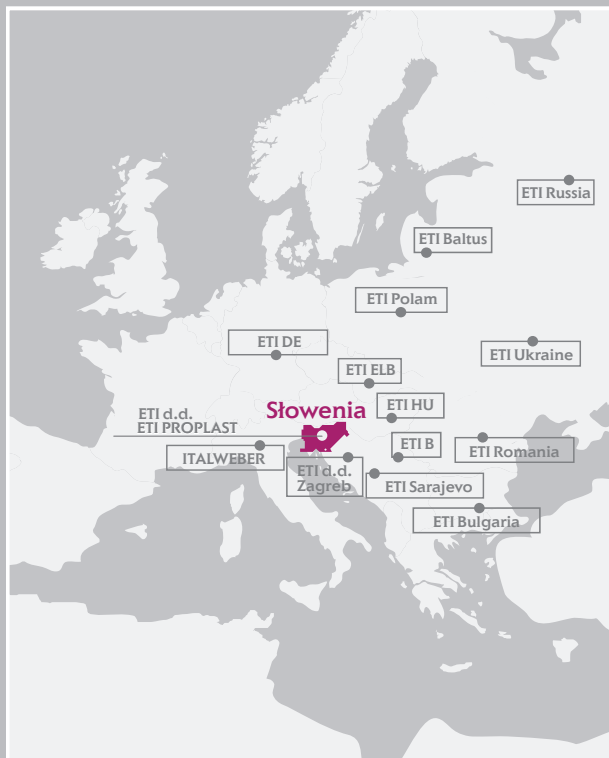 ETI Russia
ETI Baltus
ETI Polam
ETI DE
ETI Ukraine
ETI ELB
Słowenia
ETI HU
ETI d.d.
ETI PROPLAST
ITALWEBER
ETI d.d.
Zagreb
ETI B
ETI Romania
ETI Sarajevo
ETI Bulgaria